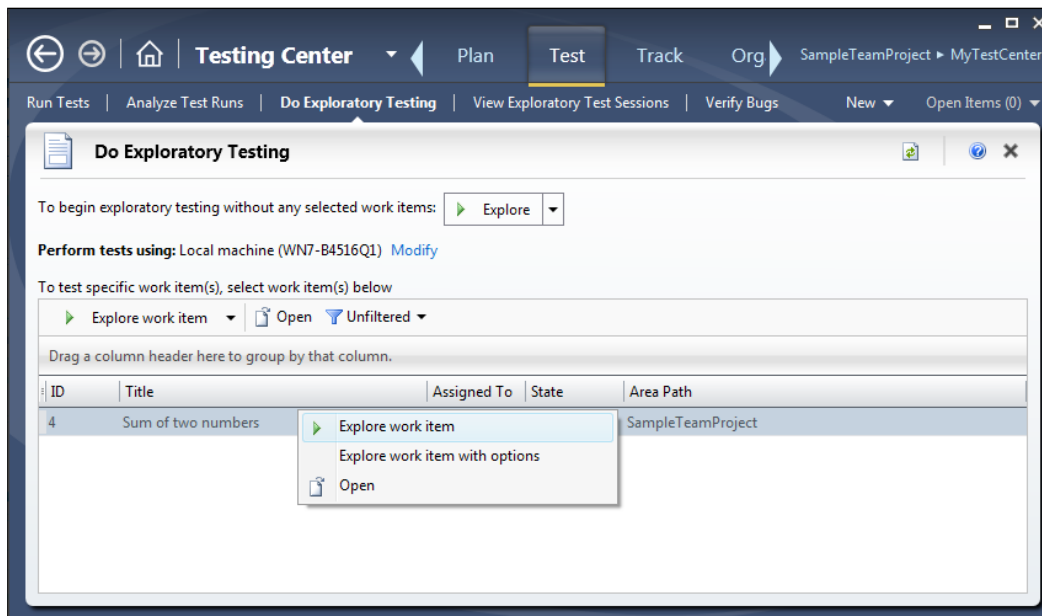 Testing Center Plan Test Track Org SampleTeamProject ▸ MyTestCenter
Run Tests | Analyze Test Runs | Do Exploratory Testing | View Exploratory Test Sessions | Verify Bugs New Open Items (0)
Do Exploratory Testing
To begin exploratory testing without any selected work items: Explore
Perform tests using: Local machine (WN7-B4516Q1) Modify
To test specific work item(s), select work item(s) below
Explore work item Open Unfiltered
Drag a column header here to group by that column.
ID Title Assigned To State Area Path
4 Sum of two numbers SampleTeamProject
Explore work item
Explore work item with options
Open